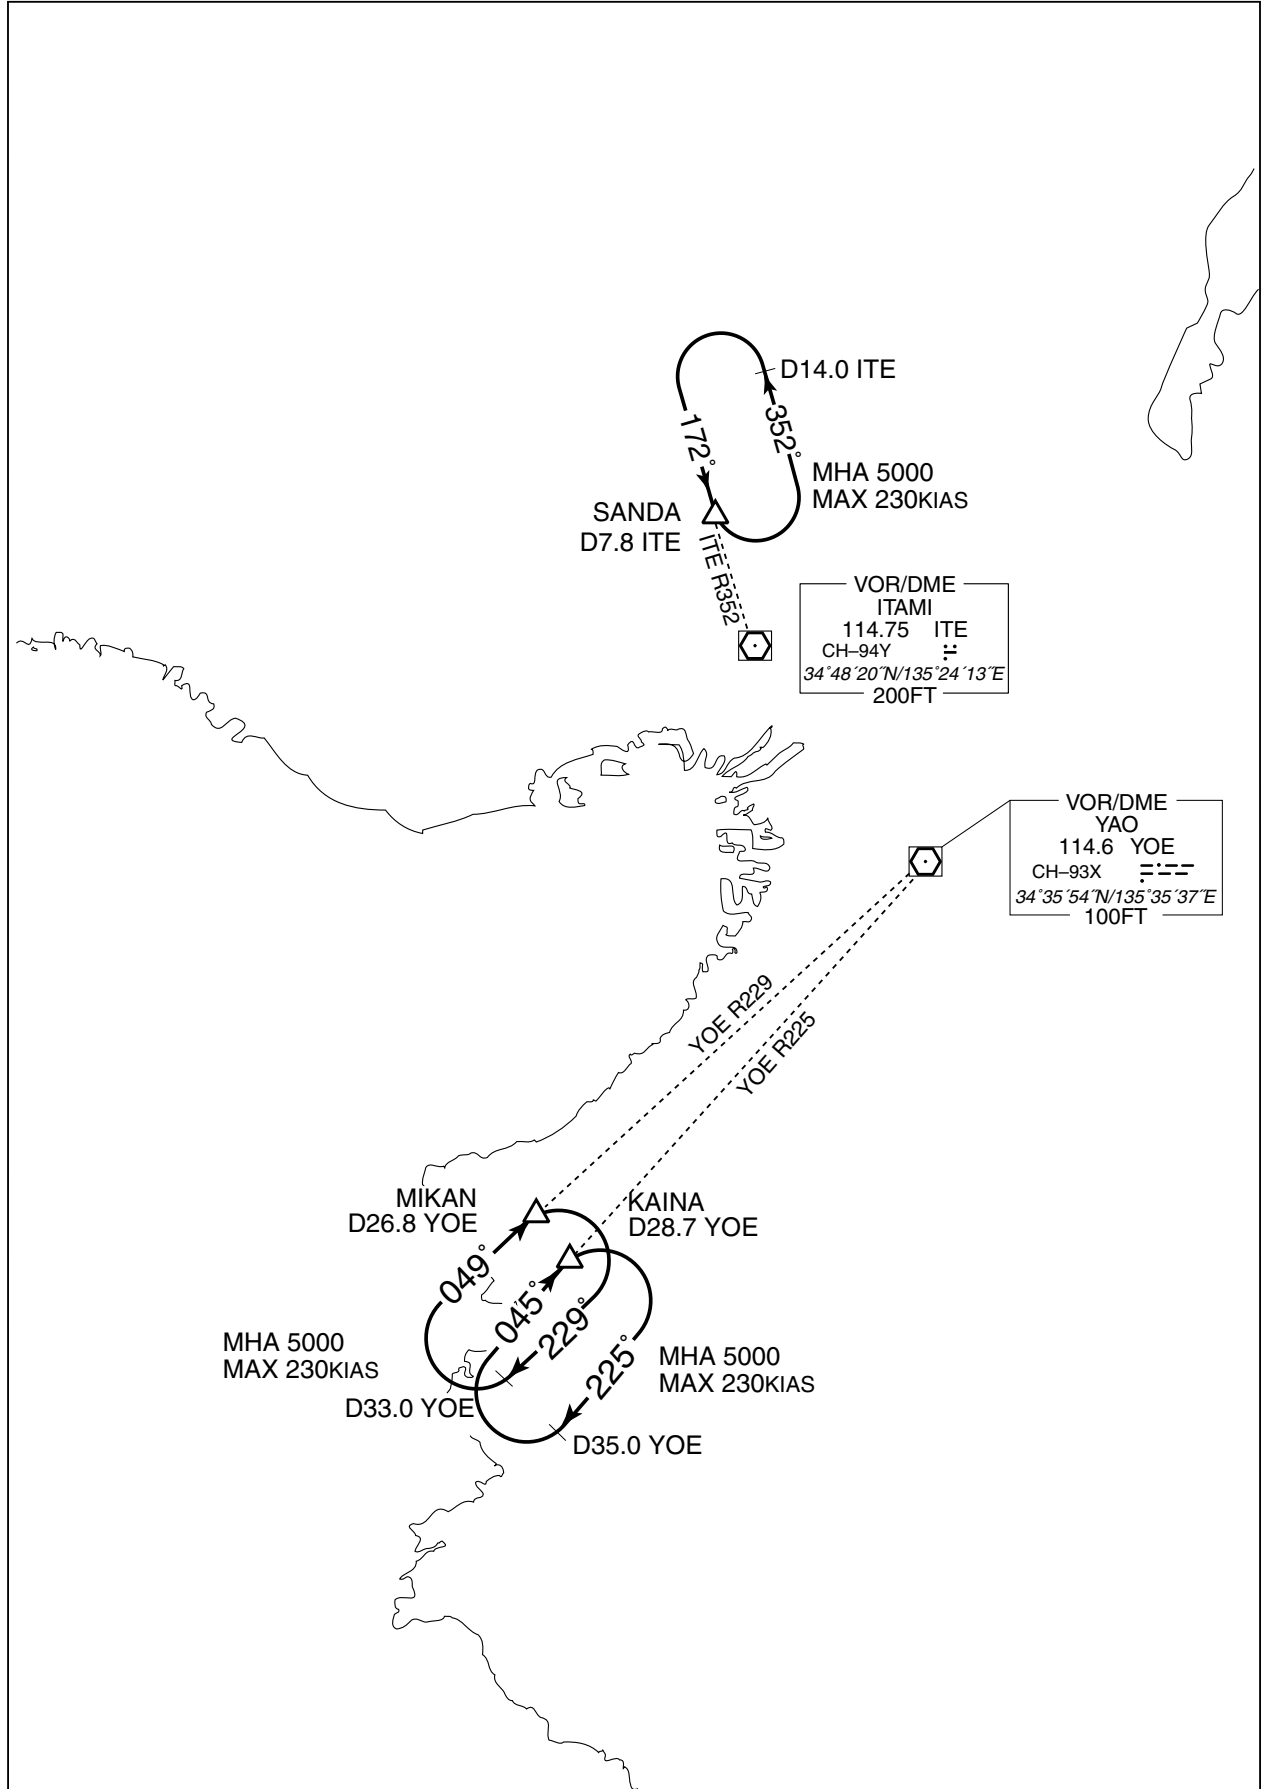 D14.0 ITE
172°
352°
MHA 5000
MAX 230KIAS
SANDA
D7.8 ITE
ITE R352
VOR/DME
ITAMI
114.75 ITE
CH–94Y
34°48´20˝N/135°24´13˝E
200FT
VOR/DME
YAO
114.6 YOE
CH–93X
34°35´54˝N/135°35´37˝E
100FT
YOE R229
YOE R225
MIKAN
D26.8 YOE
KAINA
D28.7 YOE
049°
045°
229°
225°
MHA 5000
MAX 230KIAS
MHA 5000
MAX 230KIAS
D33.0 YOE
D35.0 YOE